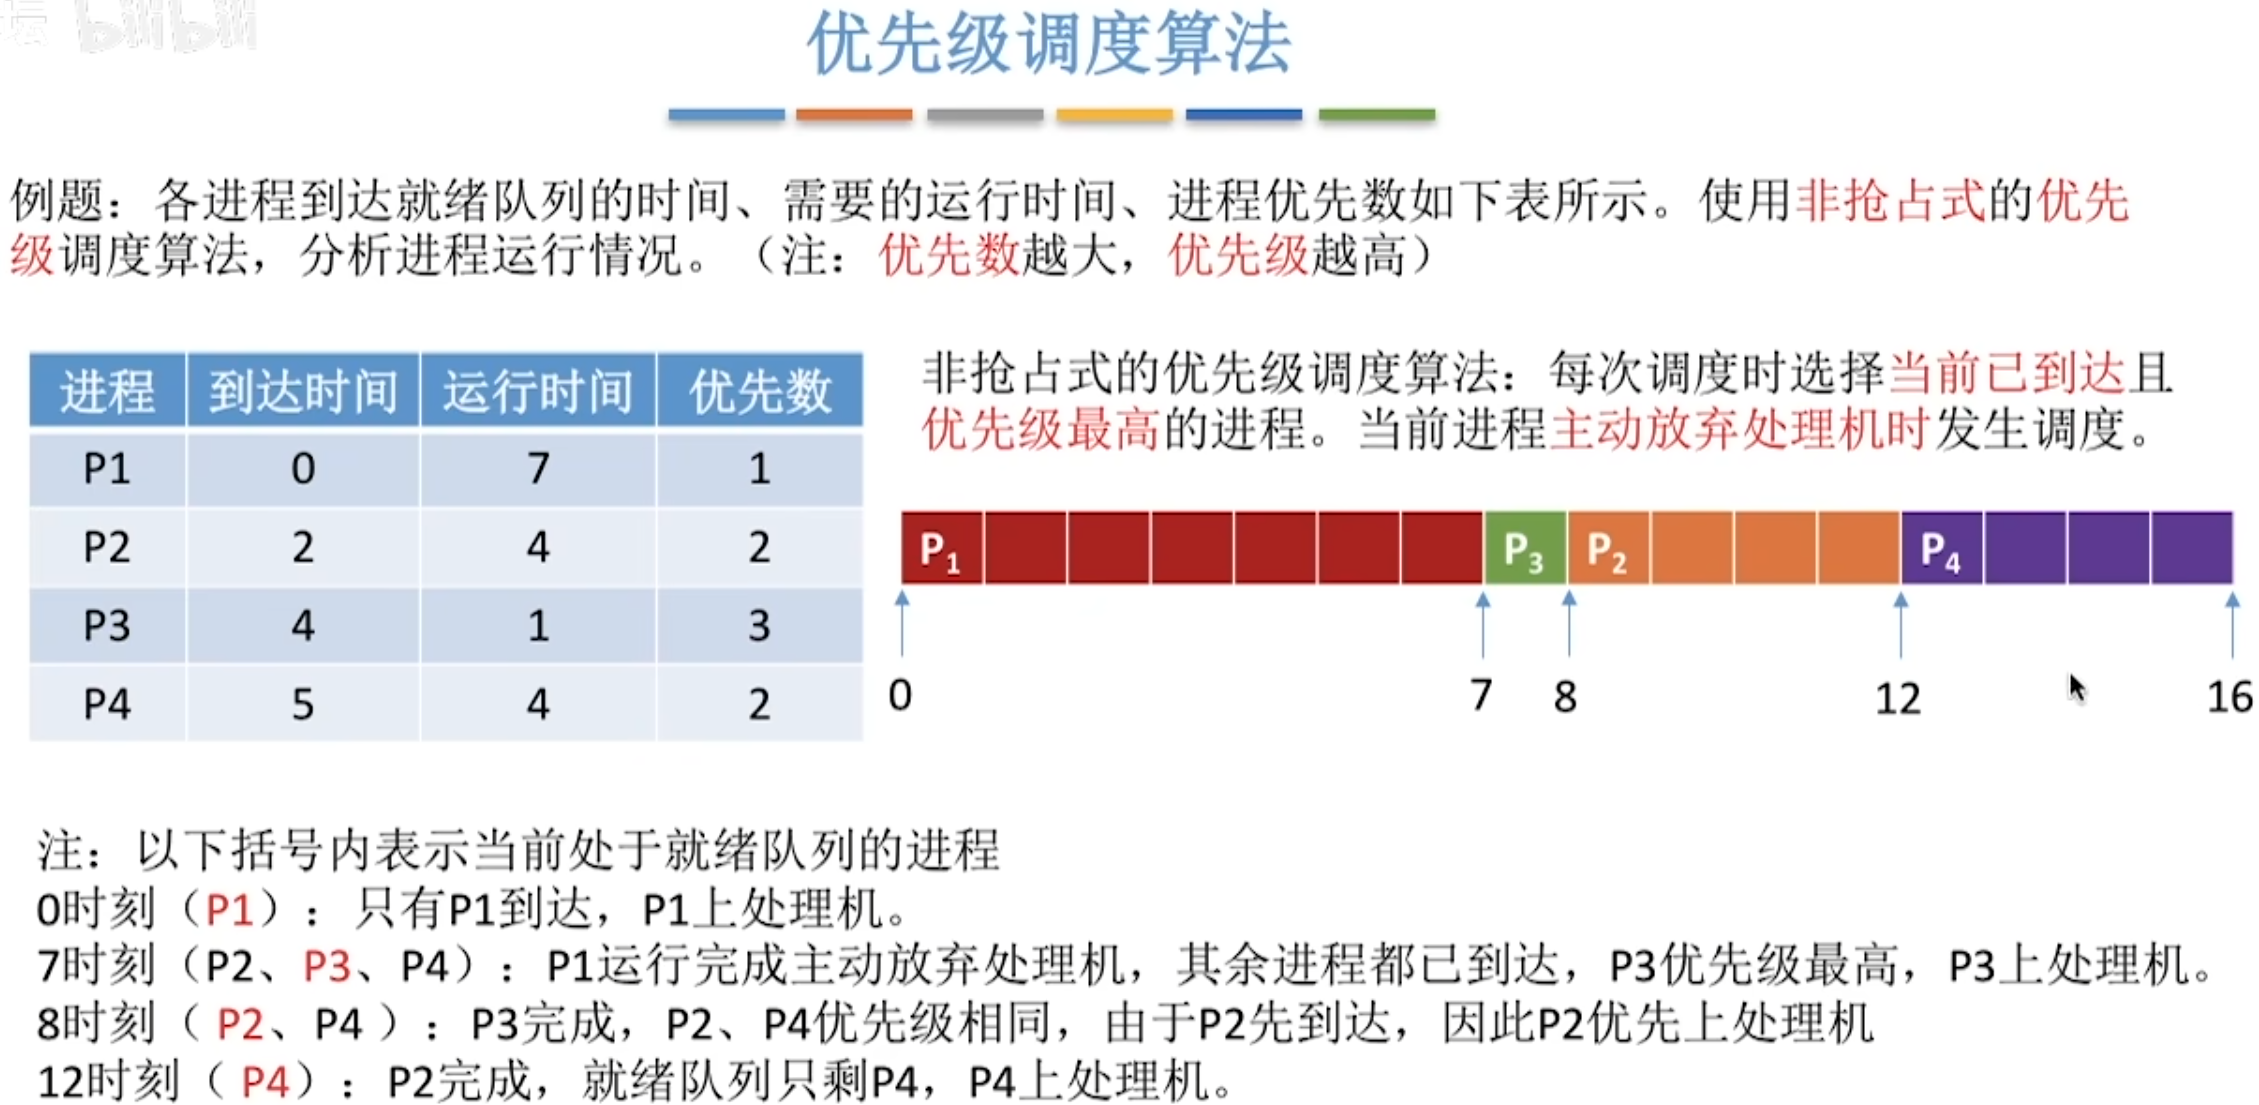 坛 bilibili
优先级调度算法
例题：各进程到达就绪队列的时间、需要的运行时间、进程优先数如下表所示。使用非抢占式的优先
级调度算法，分析进程运行情况。（注：优先数越大，优先级越高）
进程 到达时间 运行时间 优先数
P1 0 7 1
P2 2 4 2
P3 4 1 3
P4 5 4 2
非抢占式的优先级调度算法：每次调度时选择当前已到达且
优先级最高的进程。当前进程主动放弃处理机时发生调度。
P1 P3 P2 P4
0 7 8 12 16
注：以下括号内表示当前处于就绪队列的进程
0时刻（P1）：只有P1到达，P1上处理机。
7时刻（P2、P3、P4）：P1运行完成主动放弃处理机，其余进程都已到达，P3优先级最高，P3上处理机。
8时刻（ P2、P4 ）：P3完成，P2、P4优先级相同，由于P2先到达，因此P2优先上处理机
12时刻（ P4）：P2完成，就绪队列只剩P4，P4上处理机。